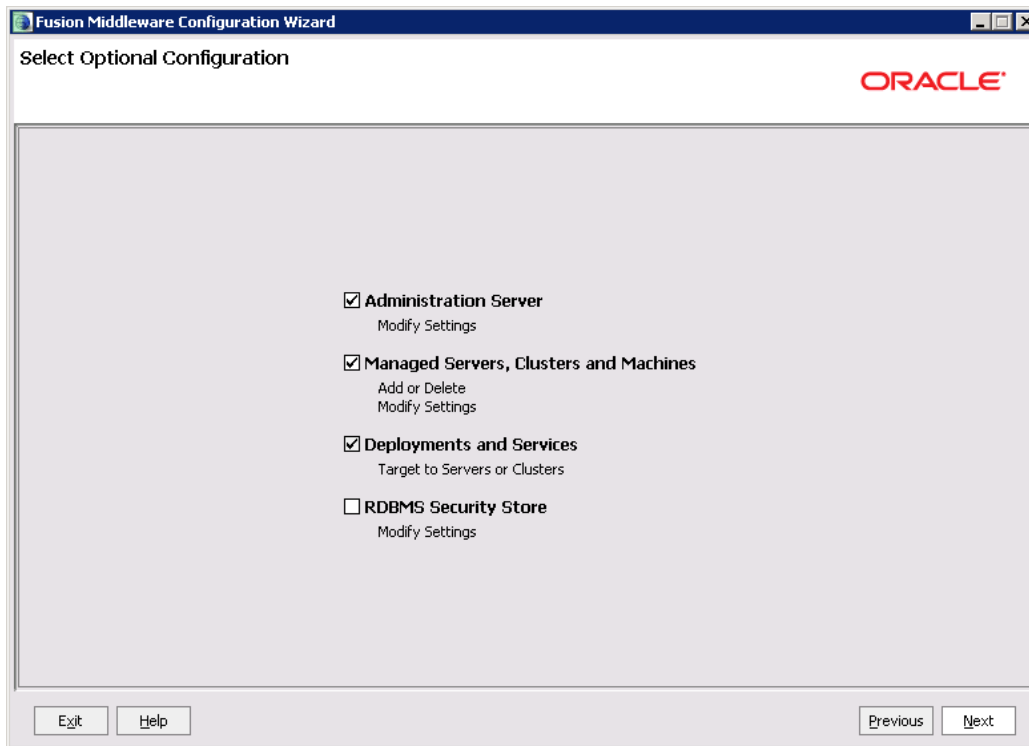 Fusion Middleware Configuration Wizard
Select Optional Configuration
ORACLE
Administration Server
Modify Settings
Managed Servers, Clusters and Machines
Add or Delete
Modify Settings
Deployments and Services
Target to Servers or Clusters
RDBMS Security Store
Modify Settings
Exit Help Previous Next